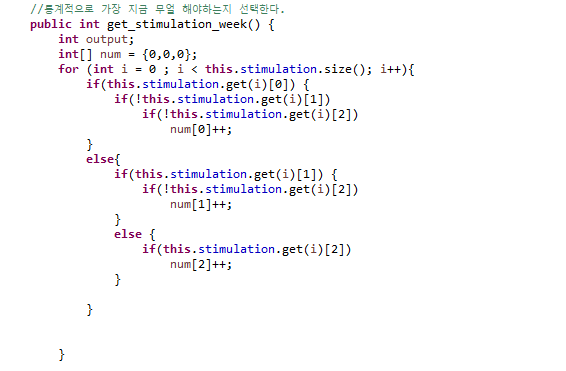 //통계적으로 가장 지금 무얼 해야하는지 선택한다.
public int get_stimulation_week() {
int output;
int[] num = {0,0,0};
for (int i = 0 ; i < this.stimulation.size(); i++){
if(this.stimulation.get(i)[0]) {
if(!this.stimulation.get(i)[1])
if(!this.stimulation.get(i)[2])
num[0]++;
}
else{
if(this.stimulation.get(i)[1]) {
if(!this.stimulation.get(i)[2])
num[1]++;
}
else {
if(this.stimulation.get(i)[2])
num[2]++;
}
}
}